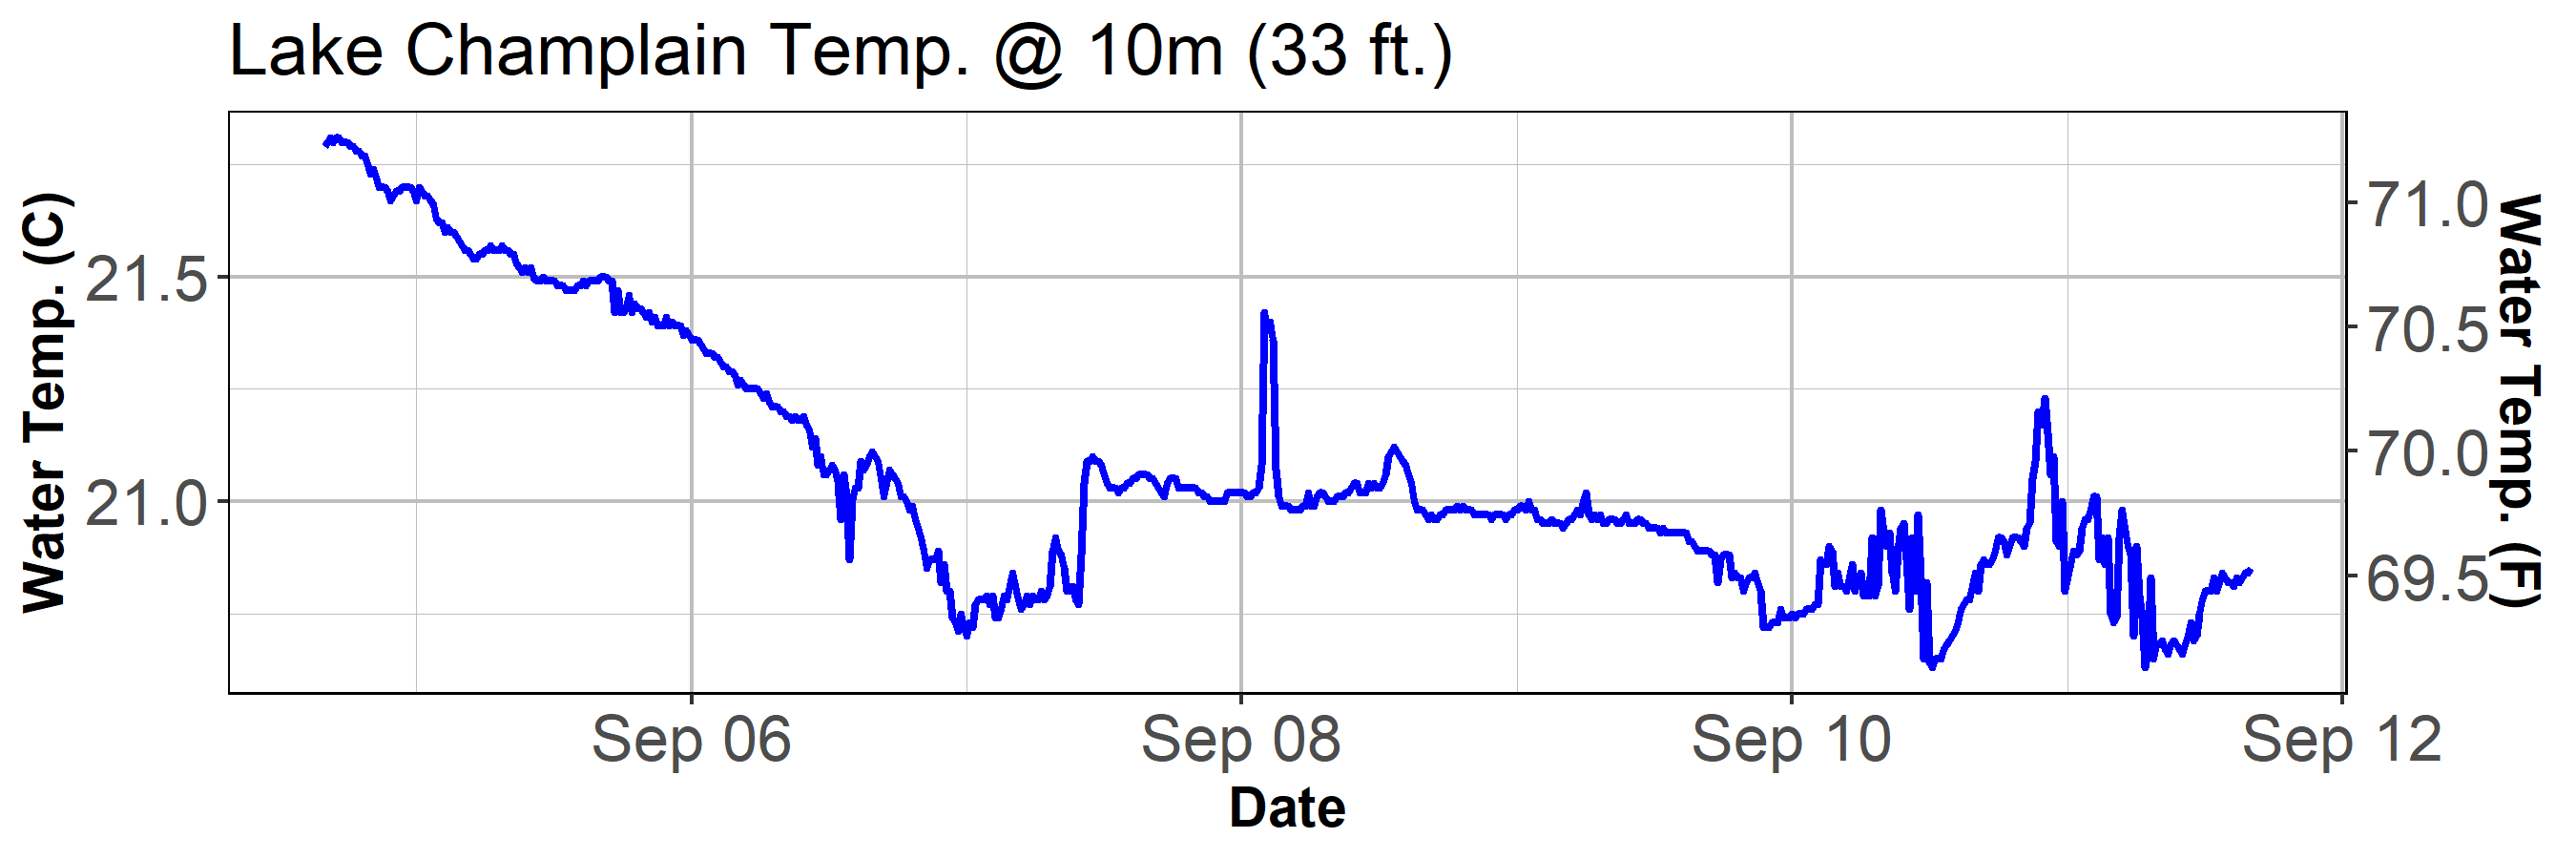 Lake Champlain Temp. @ 10m (33 ft.)
Water Temp. (C)
21.5
21.0
71.0
70.5
70.0
69.5
Water Temp. (F)
Sep 06
Sep 08
Sep 10
Sep 12
Date